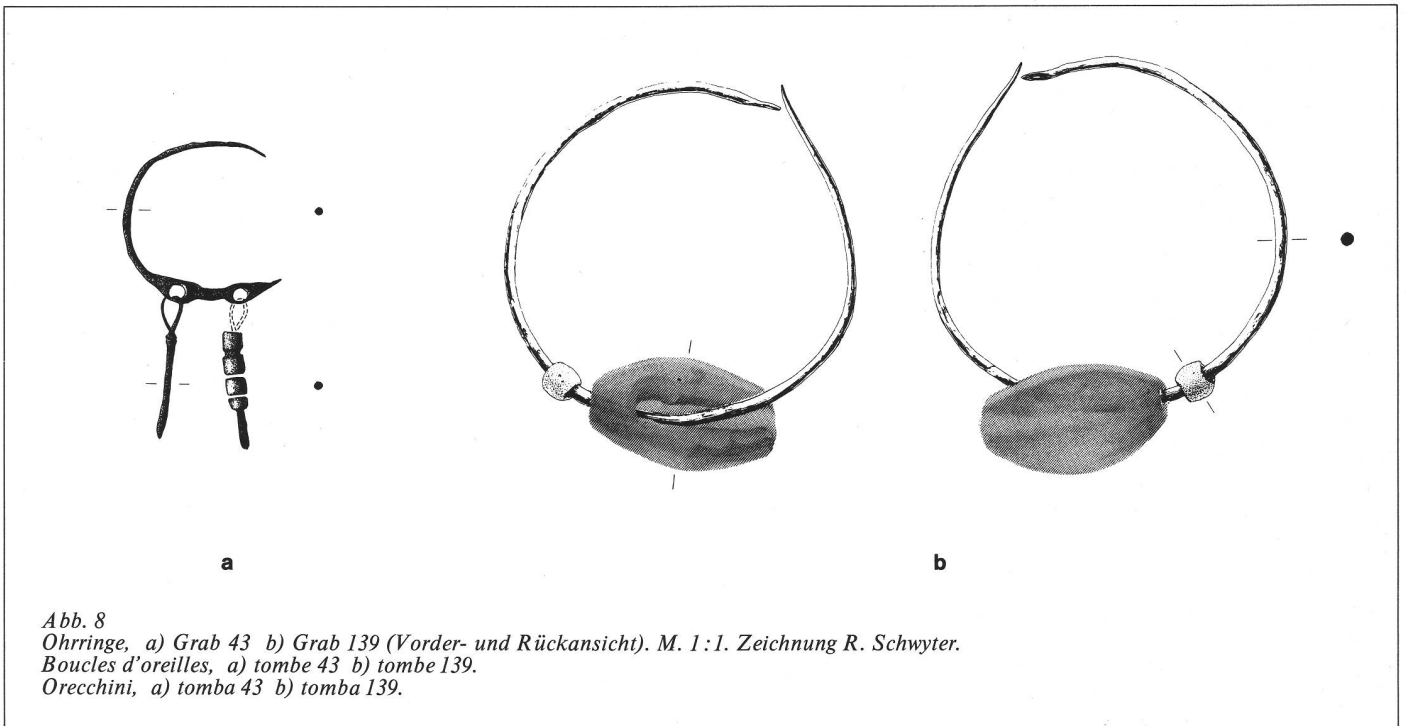 a
b
Abb. 8
Ohrringe, a) Grab 43 b) Grab 139 (Vorder- und Rückansicht). M. 1:1. Zeichnung R. Schwyter.
Boucles d'oreilles, a) tombe 43 b) tombe 139.
Orecchini, a) tomba 43 b) tomba 139.